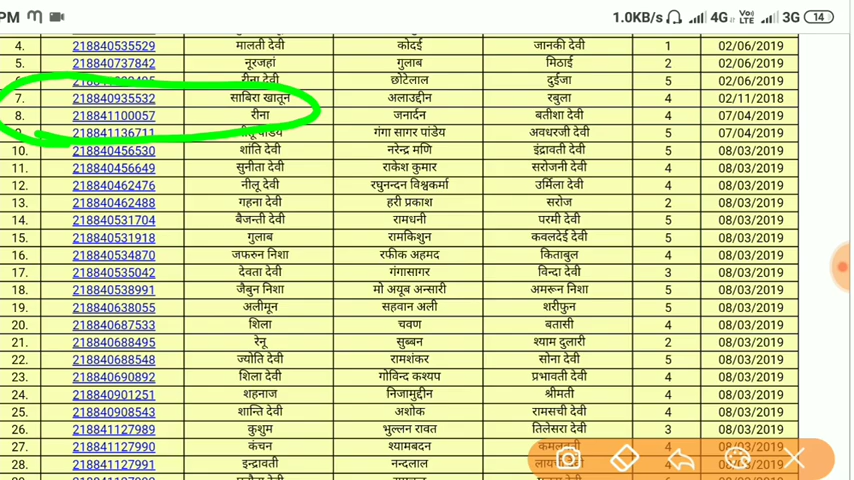 PM 1.0KB/s 4G Vo) LTE 3G 14
4. 218840535529 मालती देवी कोदई जानकी देवी 1 02/06/2019
5. 218840737842 नूरजहां गुलाब मिठाई 2 02/06/2019
रीना देवी छोटेलाल दुईजा 5 02/06/2019
7. 218840935532 साबिरा खातून अलाउद्दीन रबुला 4 02/11/2018
8. 218841100057 रीना जनार्दन बतीशा देवी 4 07/04/2019
218841136711 पांडेय गंगा सागर पांडेय अवधरजी देवी 5 07/04/2019
10. 218840456530 शांति देवी नरेन्द्र मणि इंद्रावती देवी 5 08/03/2019
11. 218840456649 सुनीता देवी राकेश कुमार सरोजनी देवी 4 08/03/2019
12. 218840462476 नीलू देवी रघुनन्दन विश्वकर्मा उर्मिला देवी 4 08/03/2019
13. 218840462488 गहना देवी हरी प्रकाश सरोज 2 08/03/2019
14. 218840531704 बैजन्ती देवी रामधनी परमी देवी 5 08/03/2019
15. 218840531918 गुलाब रामकिशुन कवलदेई देवी 5 08/03/2019
16. 218840534870 जफरुन निशा रफीक अहमद किताबुल 4 08/03/2019
17. 218840535042 देवता देवी गंगासागर विन्दा देवी 3 08/03/2019
18. 218840538991 जैबुन निशा मो अयूब अन्सारी अमरून निशा 5 08/03/2019
19. 218840638055 अलीमून सहवान अली शरीफुन 5 08/03/2019
20. 218840687533 शिला चवण बतासी 4 08/03/2019
21. 218840688495 रेनू सुब्बन श्याम दुलारी 2 08/03/2019
22. 218840688548 ज्योति देवी रामशंकर सोना देवी 5 08/03/2019
23. 218840690892 शिला देवी गोविन्द कश्यप प्रभावती देवी 4 08/03/2019
24. 218840901251 शहनाज निजामुद्दीन श्रीमती 4 08/03/2019
25. 218840908543 शान्ति देवी अशोक रामसची देवी 4 08/03/2019
26. 218841127989 कुशुम भुल्लन रावत तिलेसरा देवी 3 08/03/2019
27. 218841127990 कंचन श्यामबदन कमलवती 4 08/03/2019
28. 218841127991 इन्द्रावती नन्दलाल 4 08/03/2019